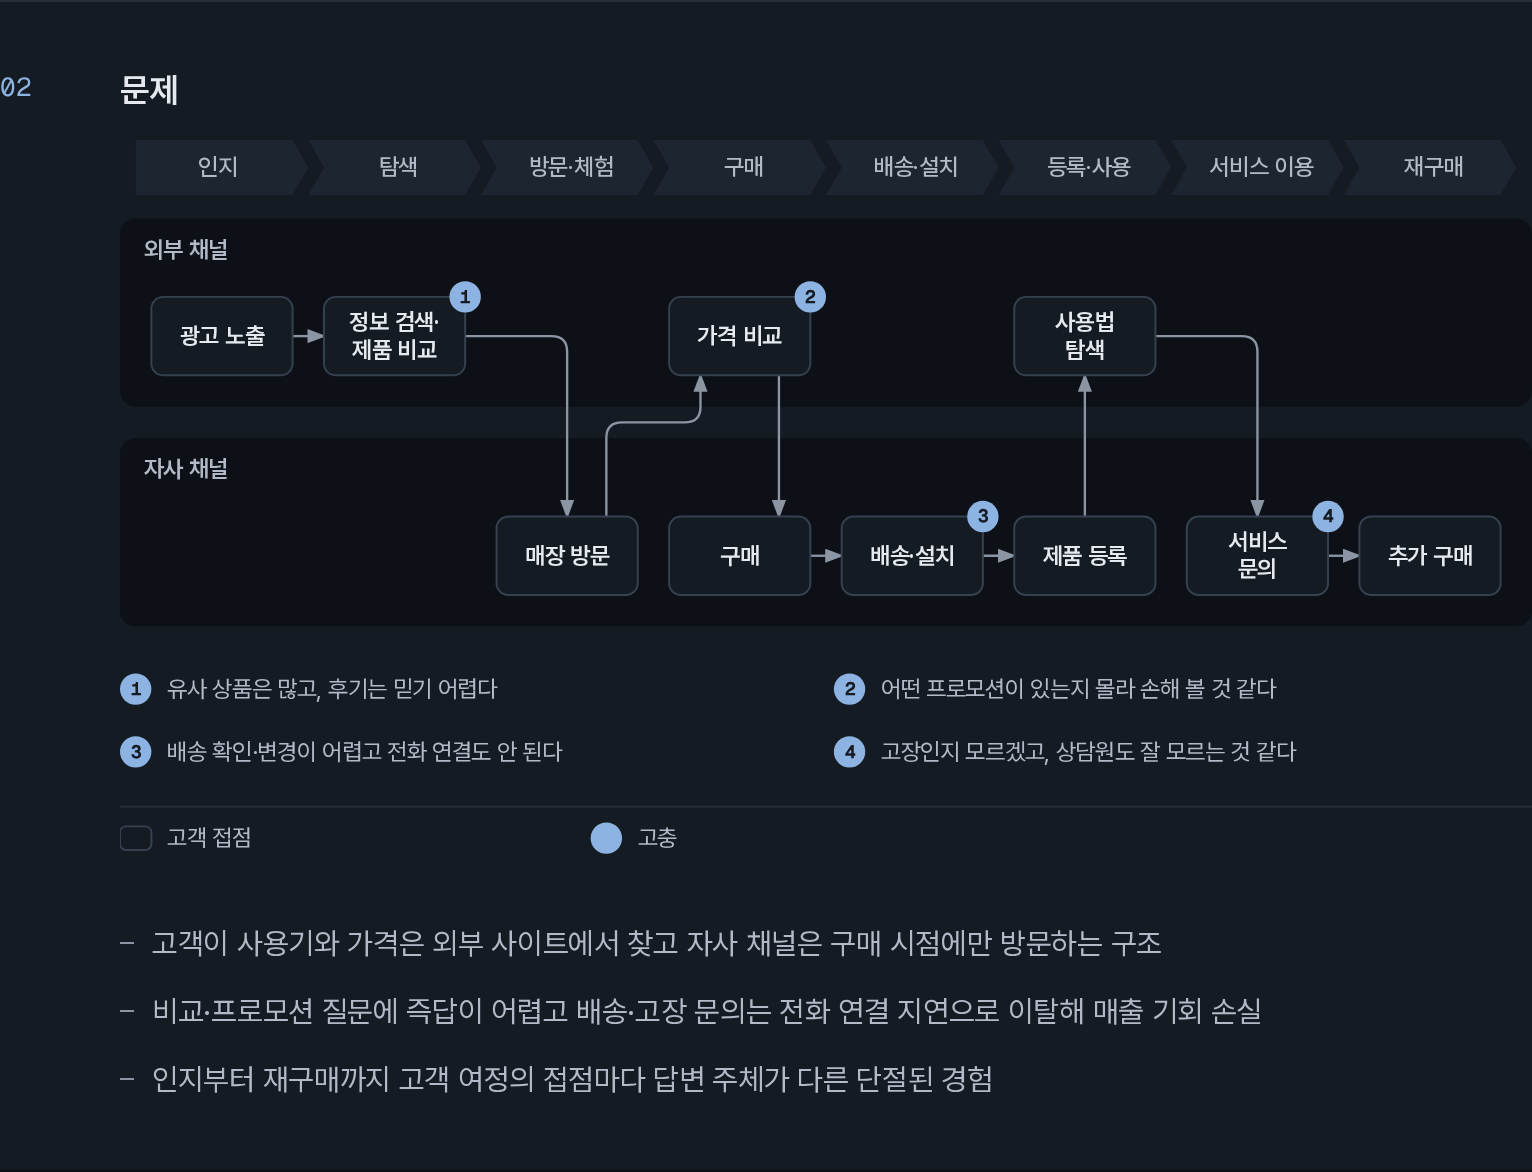 02
문제
인지
탐색
방문·체험
구매
배송·설치
등록·사용
서비스 이용
재구매
외부 채널
광고 노출
정보 검색·
제품 비교
1
가격 비교
2
사용법
탐색
자사 채널
매장 방문
구매
배송·설치
3
제품 등록
서비스
문의
4
추가 구매
1 유사 상품은 많고, 후기는 믿기 어렵다
2 어떤 프로모션이 있는지 몰라 손해 볼 것 같다
3 배송 확인·변경이 어렵고 전화 연결도 안 된다
4 고장인지 모르겠고, 상담원도 잘 모르는 것 같다
고객 접점
고충
– 고객이 사용기와 가격은 외부 사이트에서 찾고 자사 채널은 구매 시점에만 방문하는 구조
– 비교·프로모션 질문에 즉답이 어렵고 배송·고장 문의는 전화 연결 지연으로 이탈해 매출 기회 손실
– 인지부터 재구매까지 고객 여정의 접점마다 답변 주체가 다른 단절된 경험